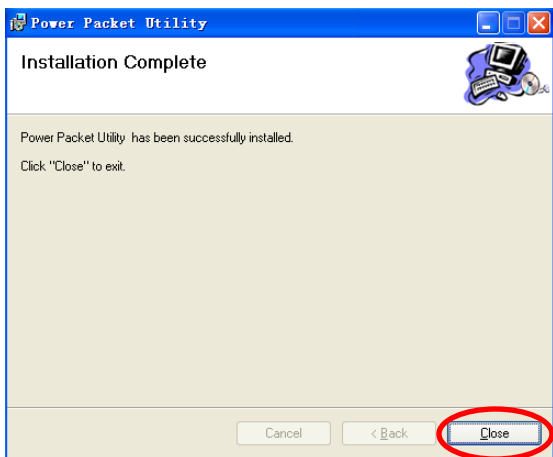 Power Packet Utility
Installation Complete
Power Packet Utility has been successfully installed.
Click "Close" to exit.
Cancel
< Back
Close